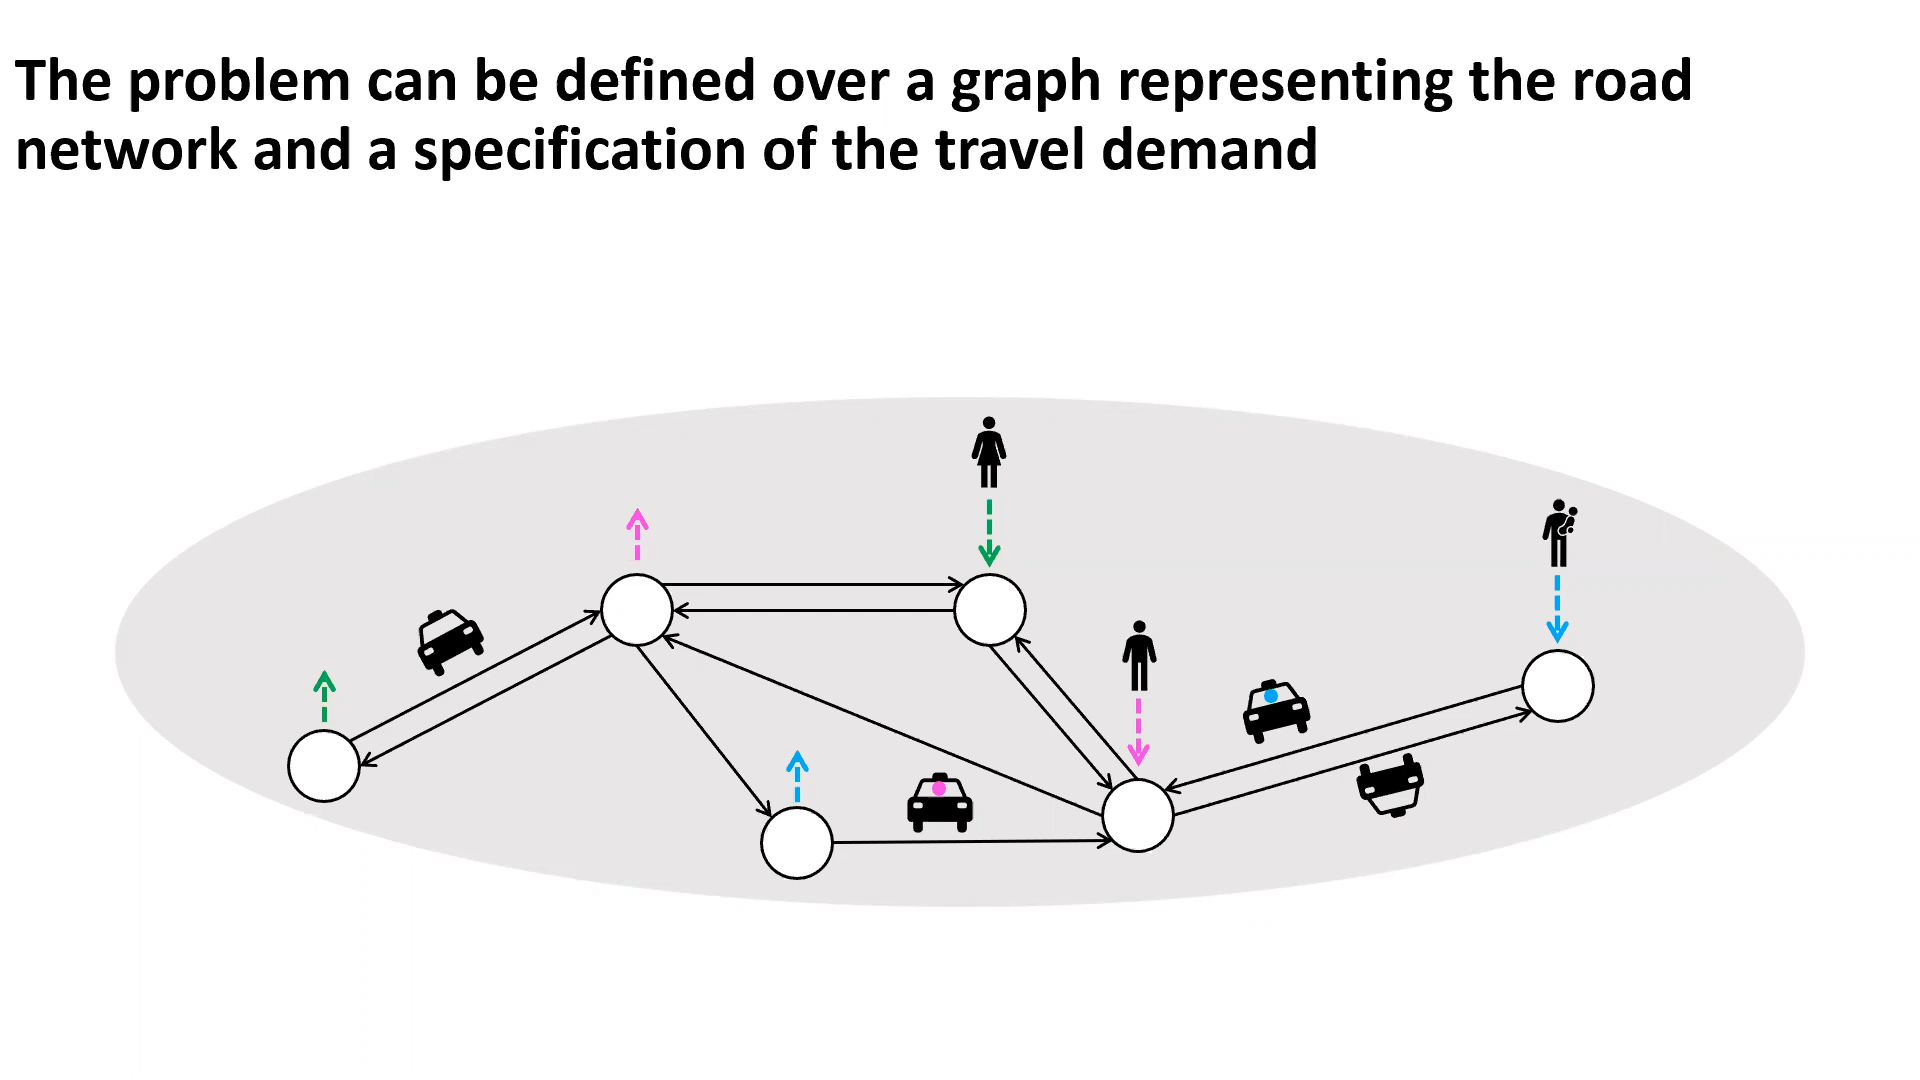 The problem can be defined over a graph representing the road
network and a specification of the travel demand